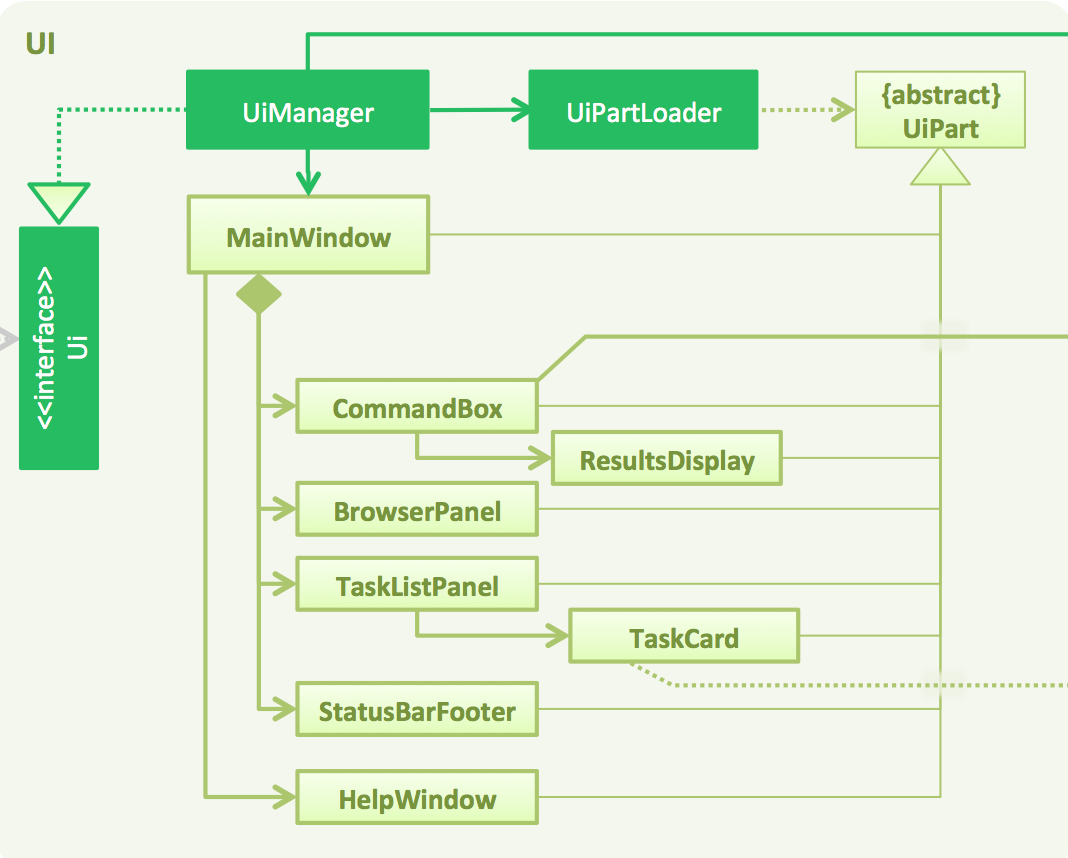 UI
UiManager
UiPartLoader
{abstract}
UiPart
MainWindow
<<interface>>
Ui
CommandBox
ResultsDisplay
BrowserPanel
TaskListPanel
TaskCard
StatusBarFooter
HelpWindow